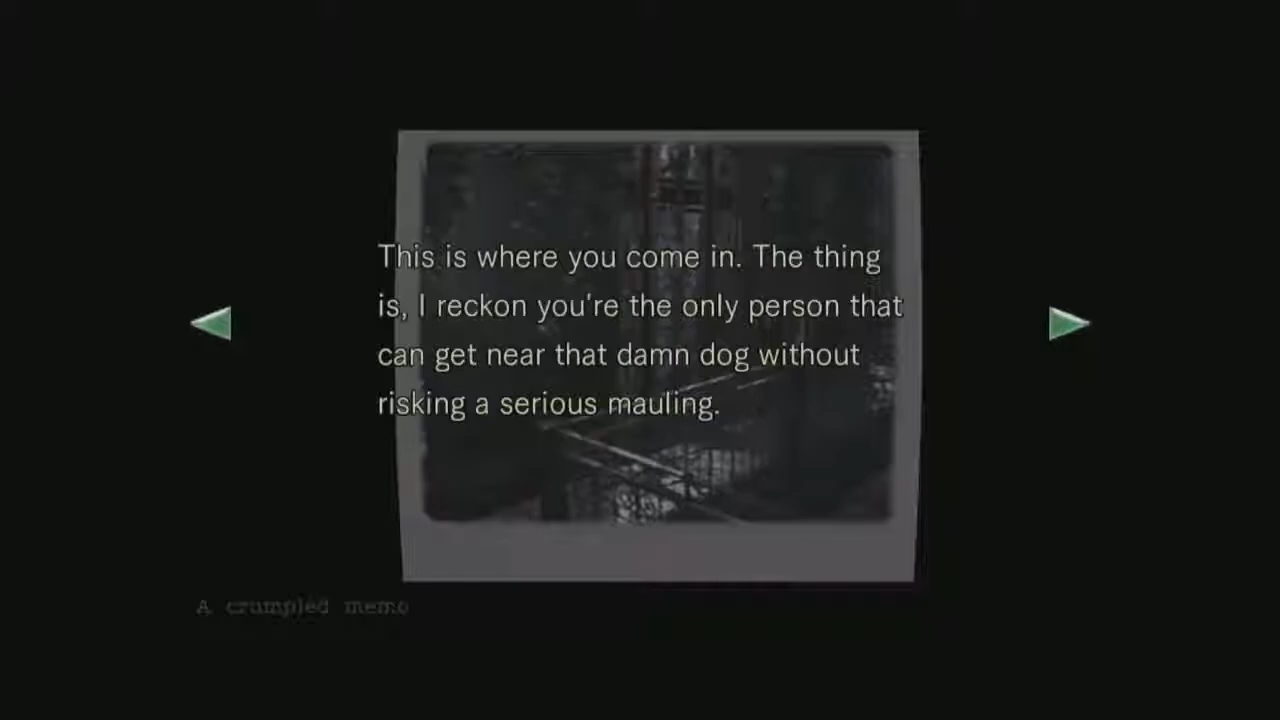 This is where you come in. The thing
is, I reckon you're the only person that
can get near that damn dog without
risking a serious mauling.
A crumpled memo